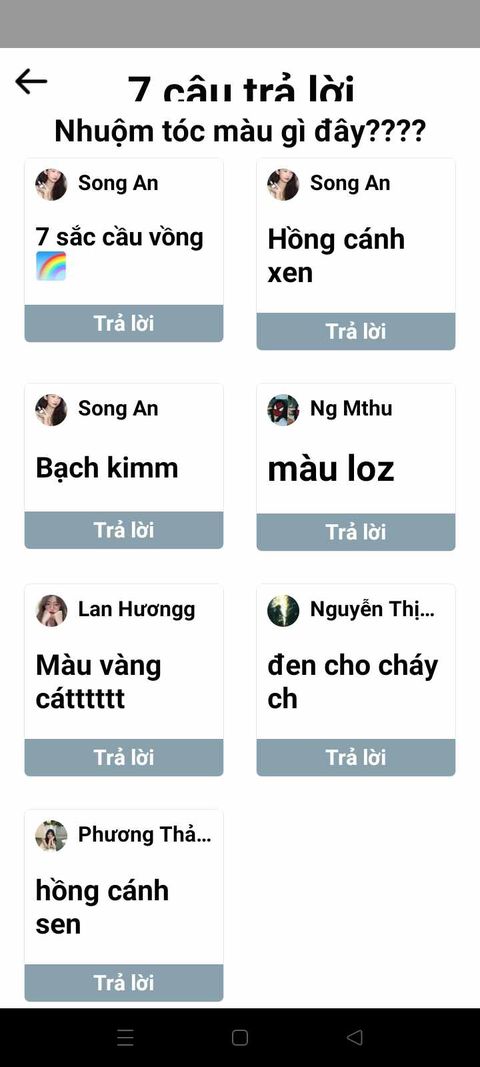 7 câu trả lời
Nhuộm tóc màu gì đây????
Song An
7 sắc cầu vồng
🌈
Trả lời
Song An
Hồng cánh
xen
Trả lời
Song An
Bạch kimm
Trả lời
Ng Mthu
màu loz
Trả lời
Lan Hươngg
Màu vàng
cátttttt
Trả lời
Nguyễn Thị...
đen cho cháy
ch
Trả lời
Phương Thả...
hồng cánh
sen
Trả lời